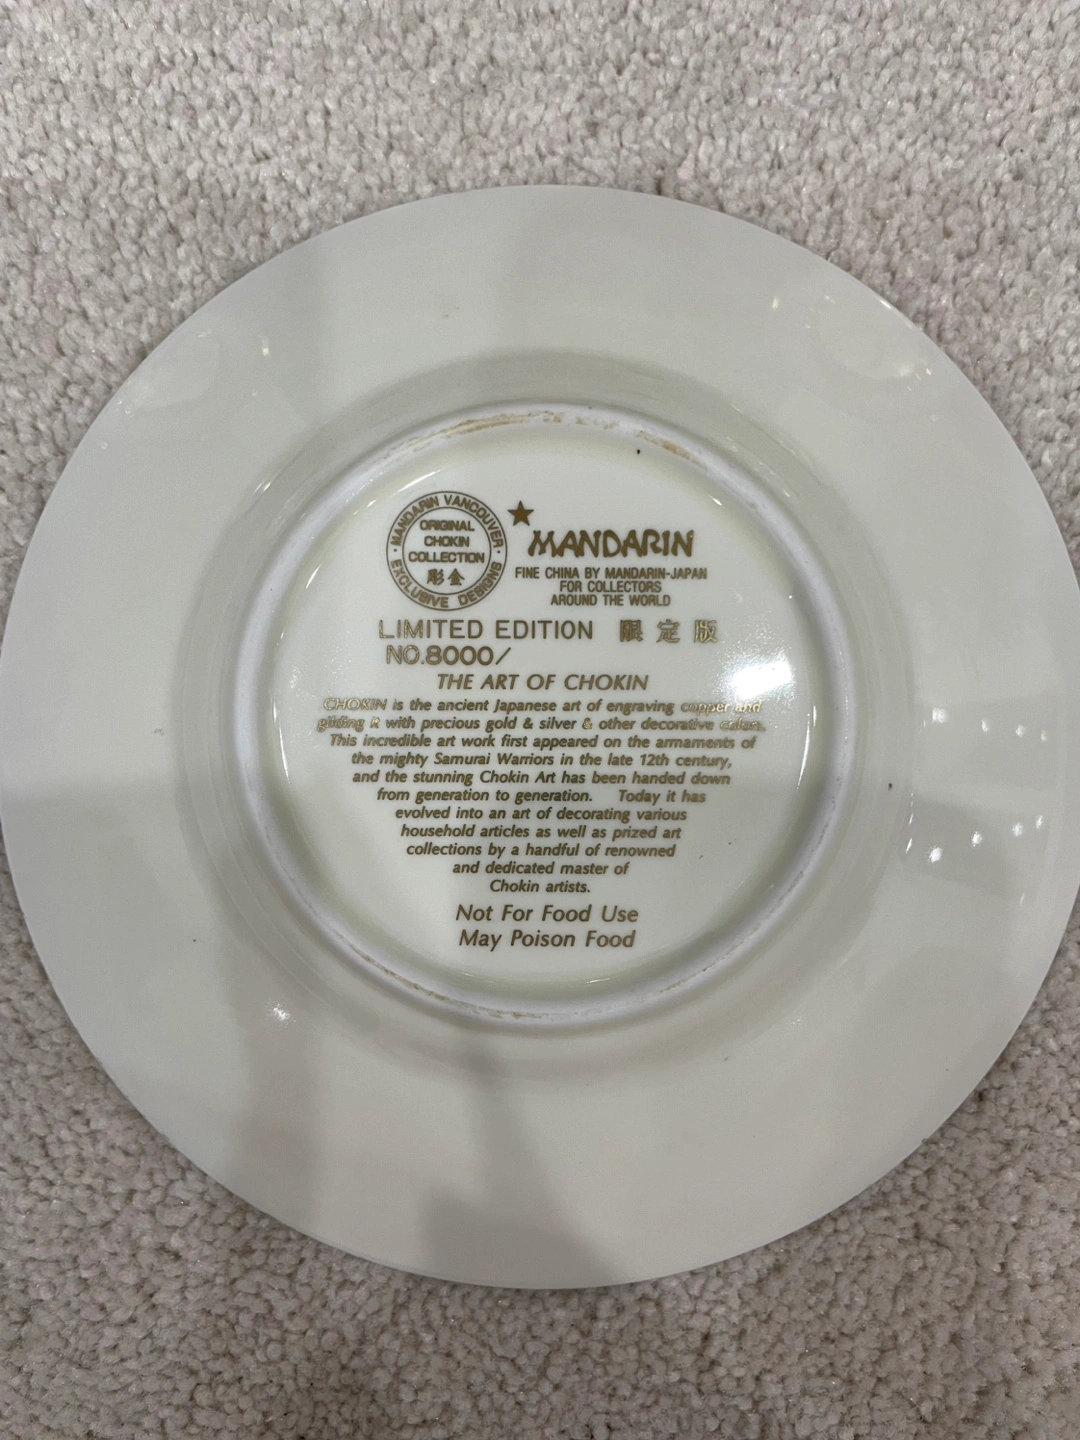 MANDARIN VANCOUVER
ORIGINAL
CHOKIN
COLLECTION
彫金
EXCLUSIVE DESIGNS
MANDARIN
FINE CHINA BY MANDARIN-JAPAN
FOR COLLECTORS
AROUND THE WORLD
LIMITED EDITION 限定版
NO.8000/
THE ART OF CHOKIN
CHOKIN is the ancient Japanese art of engraving copper and
gilding R with precious gold & silver & other decorative colors.
This incredible art work first appeared on the armaments of
the mighty Samurai Warriors in the late 12th century,
and the stunning Chokin Art has been handed down
from generation to generation. Today it has
evolved into an art of decorating various
household articles as well as prized art
collections by a handful of renowned
and dedicated master of
Chokin artists.
Not For Food Use
May Poison Food